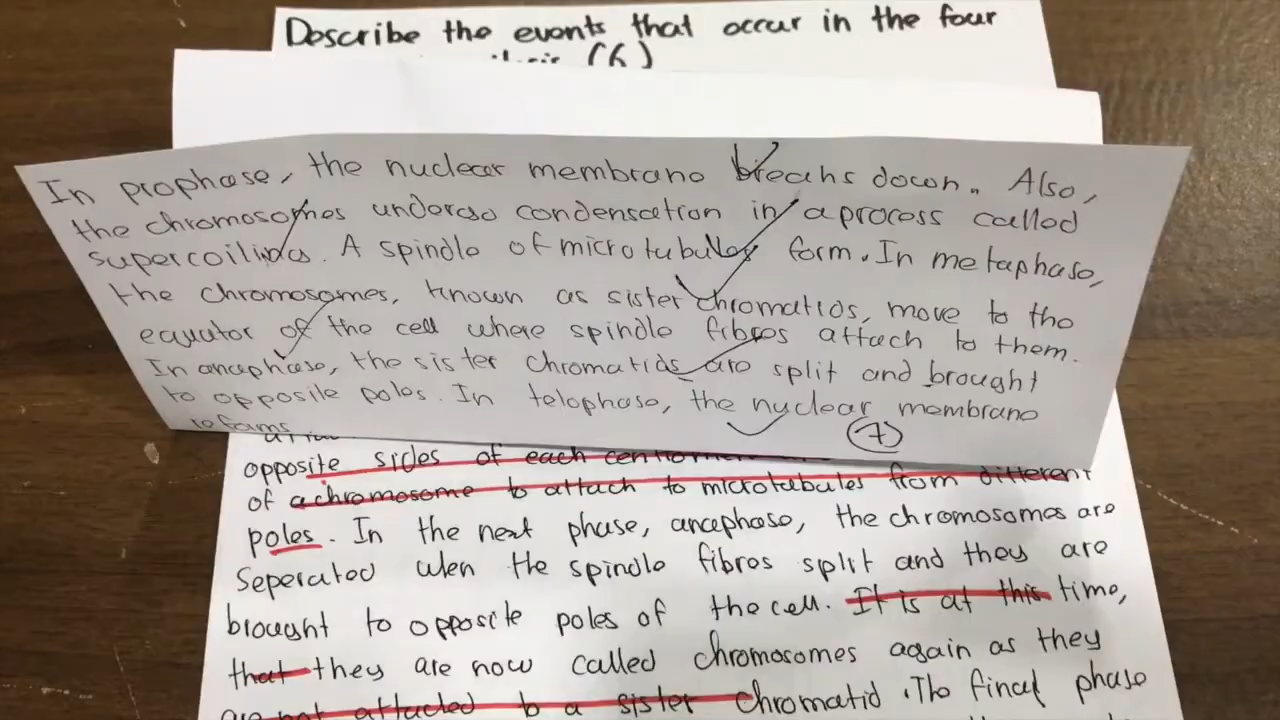 Describe the events that occur in the four
(6)
In prophase, the nuclear membrane breaks down. Also,
the chromosomes undergo condensation in a process called
supercoiling. A spindle of microtubules form. In metaphase,
the chromosomes, known as sister chromatids, move to the
equator of the cell where spindle fibres attach to them.
In anaphase, the sister chromatids are split and brought
to opposite poles. In telophase, the nuclear membrane
reforms
(7)
opposite sides of each
of a chromosome to attach to microtubules from different
poles. In the next phase, anaphase, the chromosomes are
Seperated when the spindle fibres split and they are
brought to opposite poles of the cell. It is at this time,
that they are now called chromosomes again as they
are not attacted to a sister chromatid. The final phase